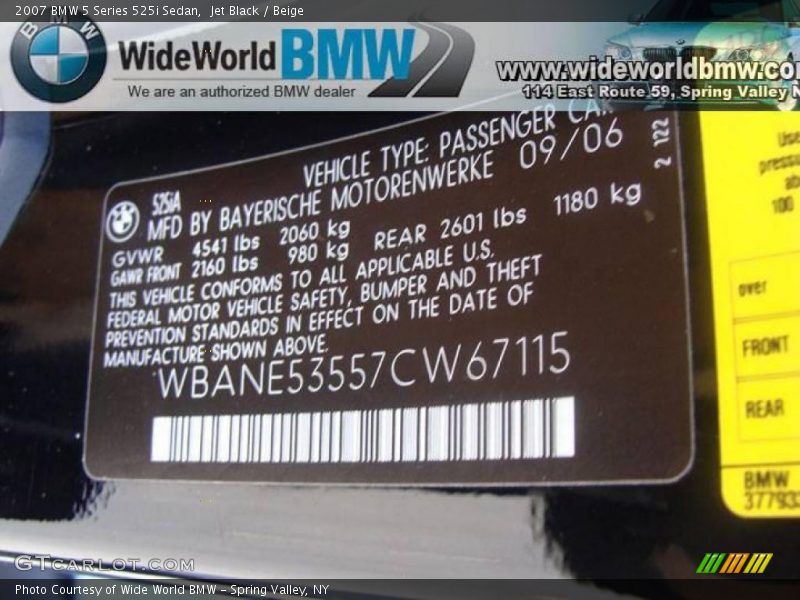 2007 BMW 5 Series 525i Sedan, Jet Black / Beige
BMW
WideWorld BMW
We are an authorized BMW dealer
www.wideworldbmw.co
114 East Route 59, Spring Valley N
525iA
VEHICLE TYPE: PASSENGER
MFD BY BAYERISCHE MOTORENWERKE 09/06
GVWR 4541 lbs 2060 kg
GAWR FRONT 2160 lbs 980 kg REAR 2601 lbs 1180 kg
THIS VEHICLE CONFORMS TO ALL APPLICABLE U.S.
FEDERAL MOTOR VEHICLE SAFETY, BUMPER AND THEFT
PREVENTION STANDARDS IN EFFECT ON THE DATE OF
MANUFACTURE SHOWN ABOVE.
WBANE53557CW67115
2 122
100
over
FRONT
REAR
BMW
GTCARLOT.COM
Photo Courtesy of Wide World BMW - Spring Valley, NY